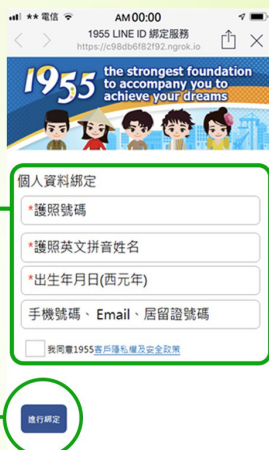 ** 電信 AM 00:00
1955 LINE ID 綁定服務
https://c98db6f82f92.ngrok.io
1955
the strongest foundation
to accompany you to
achieve your dreams
個人資料綁定
*護照號碼
*護照英文拼音姓名
*出生年月日(西元年)
手機號碼、Email、居留證號碼
我同意1955客戶隱私權及安全政策
進行綁定